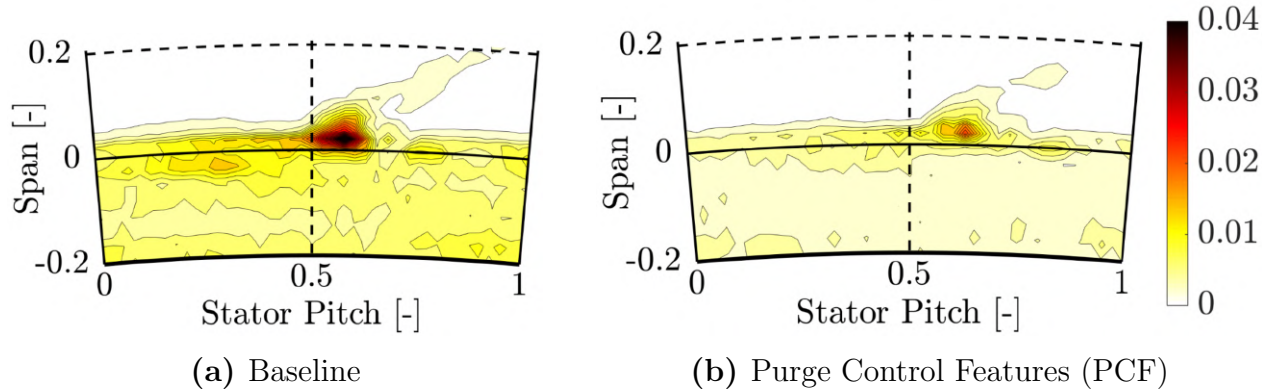 0.2
0
-0.2
Span [-]
0
0.5
1
Stator Pitch [-]
(a) Baseline
0.2
0
-0.2
Span [-]
0
0.5
1
Stator Pitch [-]
(b) Purge Control Features (PCF)
0.04
0.03
0.02
0.01
0